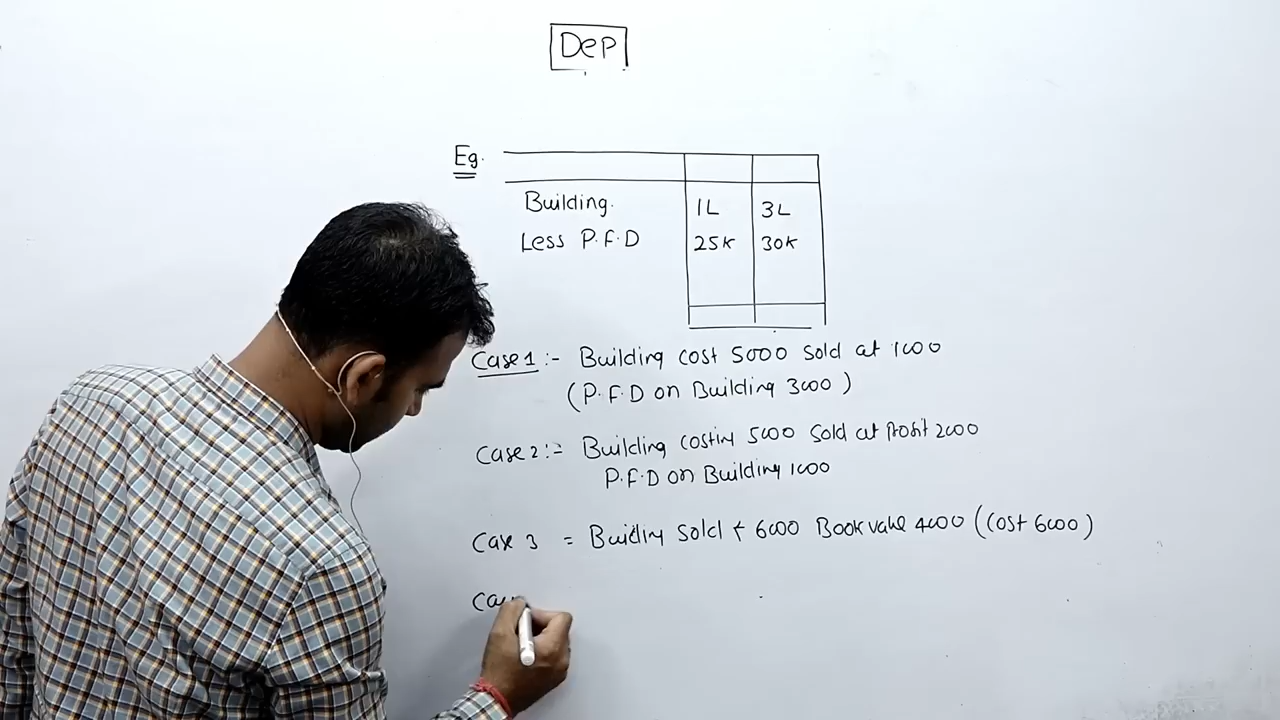 Dep
Eg.
Building. 1L 3L
Less P.F.D 25K 30K
Case 1 :- Building cost 5000 sold at 1000
(P.F.D on Building 3000)
Case 2 :- Building costing 5000 sold at profit 2000
P.F.D on Building 1000
Case 3 = Building sold 6000 Book value 4000 (Cost 6000)
Cas